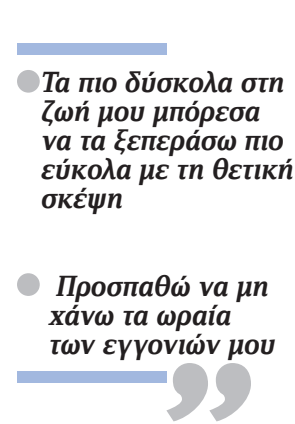 Τα πιο δύσκολα στη
ζωή μου μπόρεσα
να τα ξεπεράσω πιο
εύκολα με τη θετική
σκέψη
Προσπαθώ να μη
χάνω τα ωραία
των εγγονιών μου